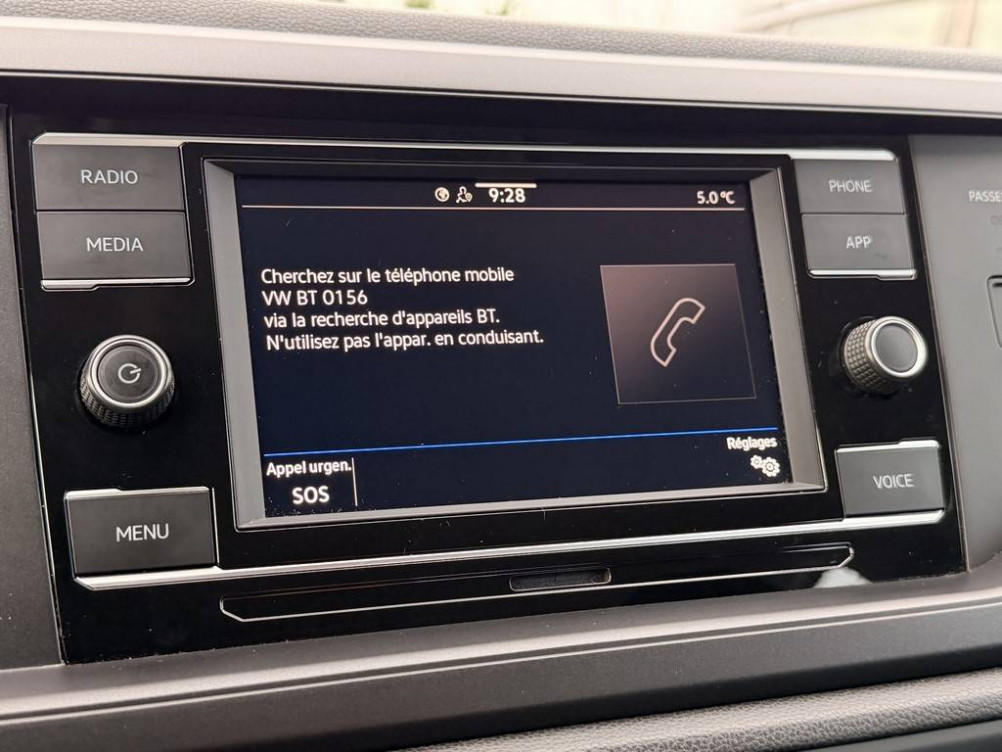 RADIO
MEDIA
MENU
9:28
5.0 °C
Cherchez sur le téléphone mobile
VW BT 0156
via la recherche d'appareils BT.
N'utilisez pas l'appar. en conduisant.
Appel urgen.
SOS
Réglages
PHONE
APP
VOICE